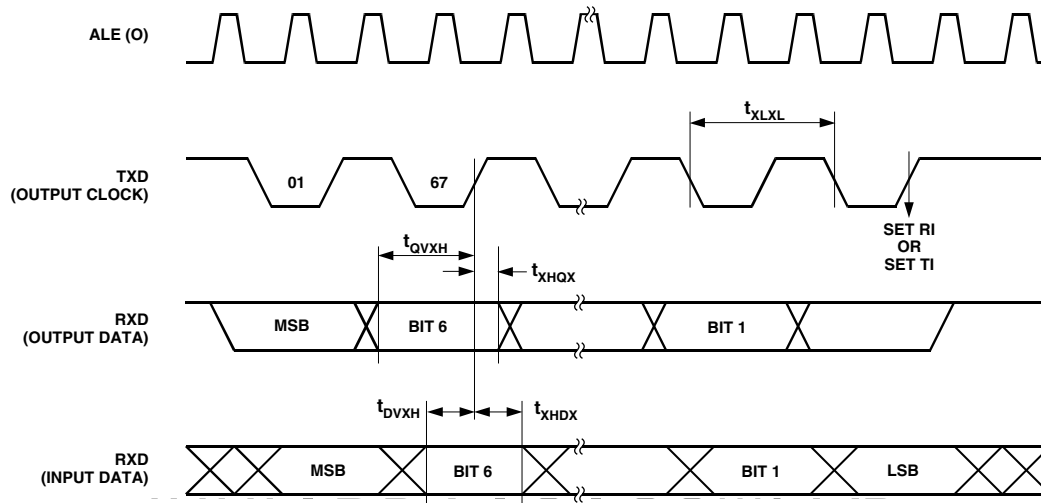 ALE (O)
tXLXL
TXD
(OUTPUT CLOCK)
01
67
SET RI
OR
SET TI
tQVXH
tXHQX
RXD
(OUTPUT DATA)
MSB
BIT 6
BIT 1
tDVXH
tXHDX
RXD
(INPUT DATA)
MSB
BIT 6
BIT 1
LSB